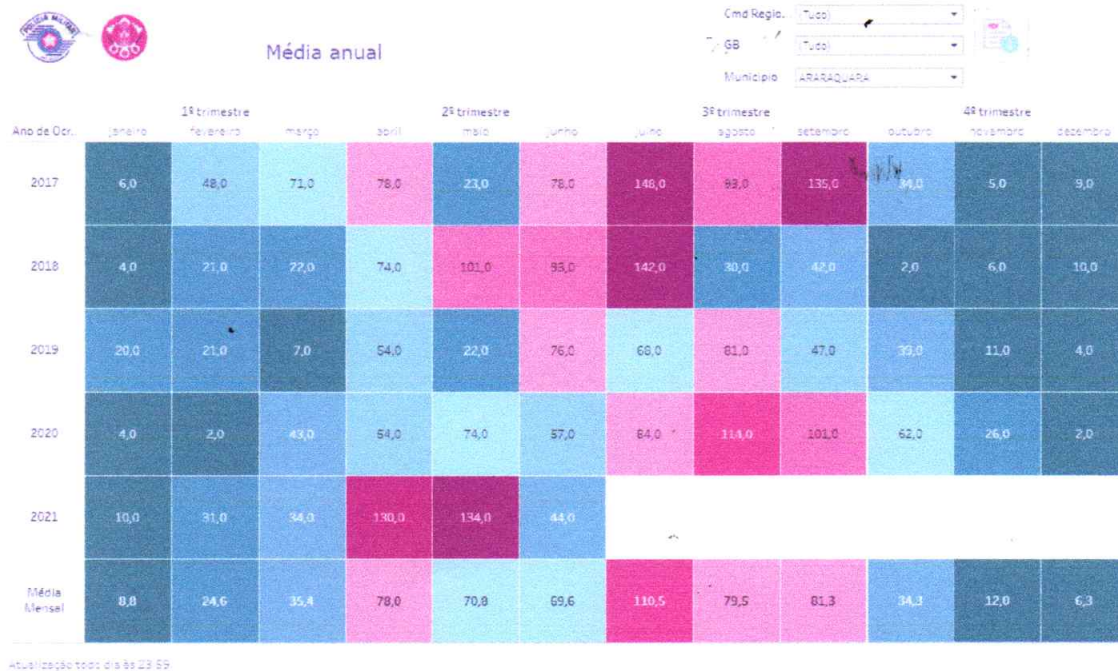 POLÍCIA MILITAR
Cmd Regio.. (Tudo)
Média anual
GB (Tudo)
Município ARARAQUARA
1º trimestre 2º trimestre 3º trimestre 4º trimestre
Ano de Ocr.. janeiro fevereiro março abril maio junho julho agosto setembro outubro novembro dezembro
2017 6,0 48,0 71,0 78,0 23,0 78,0 148,0 93,0 135,0 34,0 5,0 9,0
2018 4,0 21,0 22,0 74,0 101,0 93,0 142,0 30,0 42,0 2,0 6,0 10,0
2019 20,0 21,0 7,0 54,0 22,0 76,0 68,0 81,0 47,0 39,0 11,0 4,0
2020 4,0 2,0 43,0 54,0 74,0 57,0 84,0 114,0 101,0 62,0 26,0 2,0
2021 10,0 31,0 34,0 130,0 134,0 44,0
Média
Mensal 8,8 24,6 35,4 78,0 70,8 69,6 110,5 79,5 81,3 34,3 12,0 6,3
Atualização todo dia às 23:59